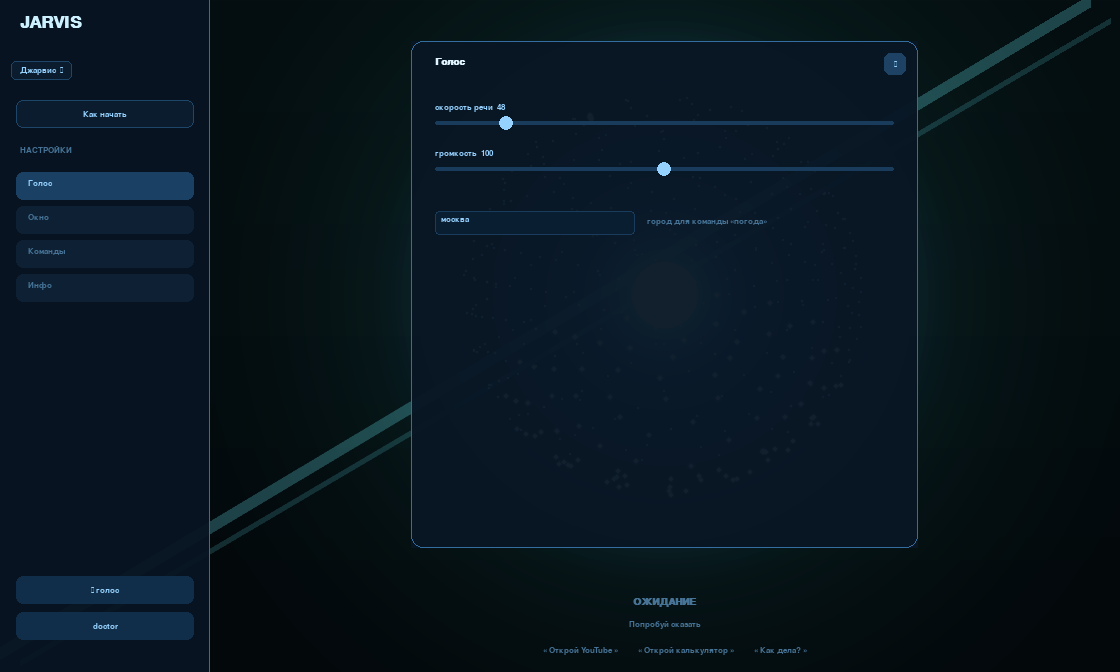 JARVIS
Джарвис
Как начать
НАСТРОЙКИ
Голос
Окно
Команды
Инфо
голос
doctor
Голос
скорость речи 48
громкость 100
москва
город для команды «погода»
ОЖИДАНИЕ
Попробуй сказать
«Открой YouTube» «Открой калькулятор» «Как дела?»